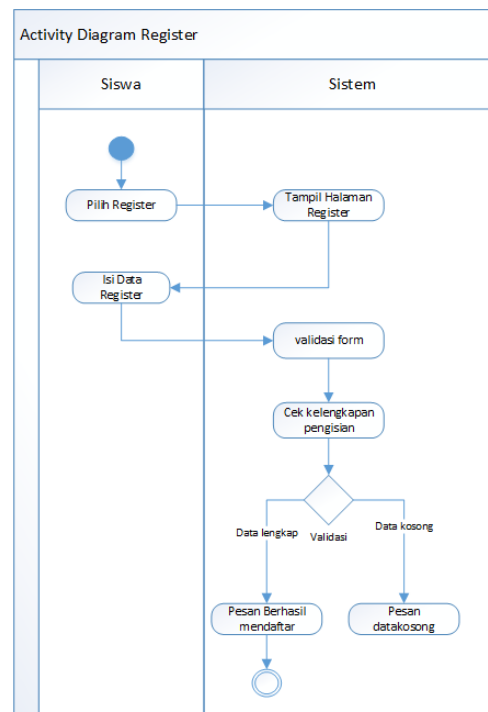 Activity Diagram Register
Siswa
Sistem
Pilih Register
Tampil Halaman
Register
Isi Data
Register
validasi form
Cek kelengkapan
pengisian
Data lengkap
Validasi
Data kosong
Pesan Berhasil
mendaftar
Pesan
datakosong